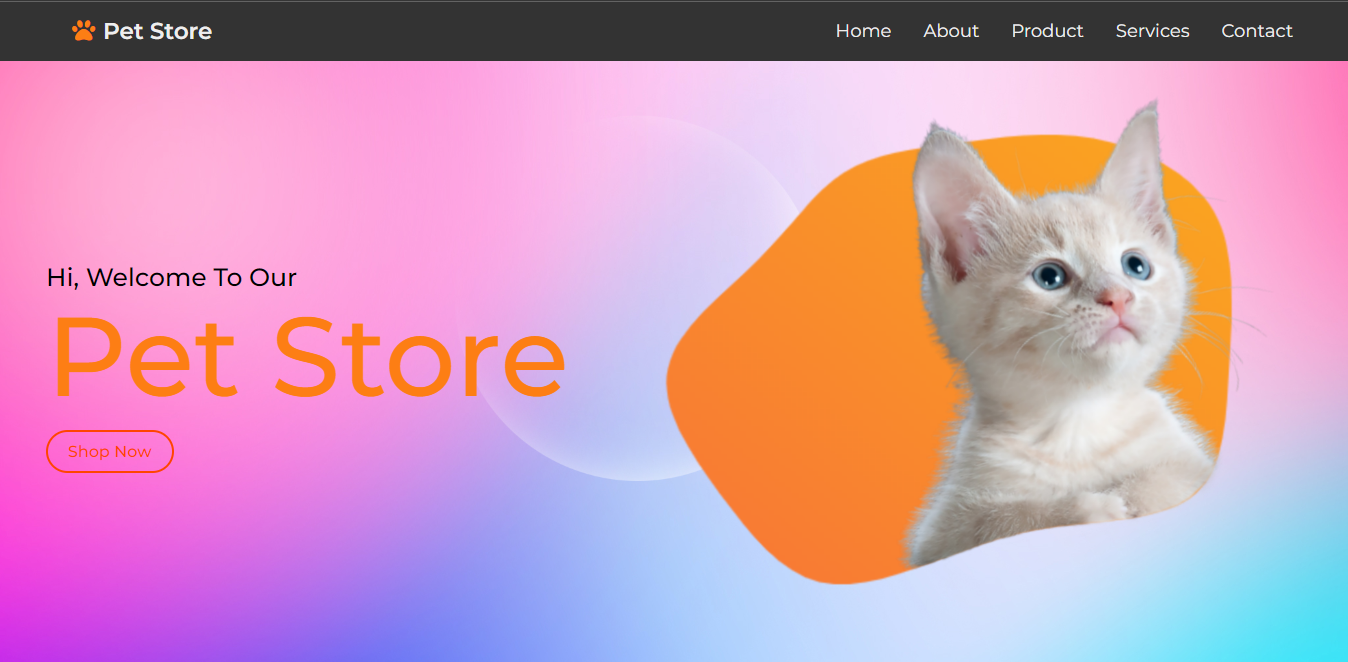 Pet Store
Home About Product Services Contact
Hi, Welcome To Our
Pet Store
Shop Now